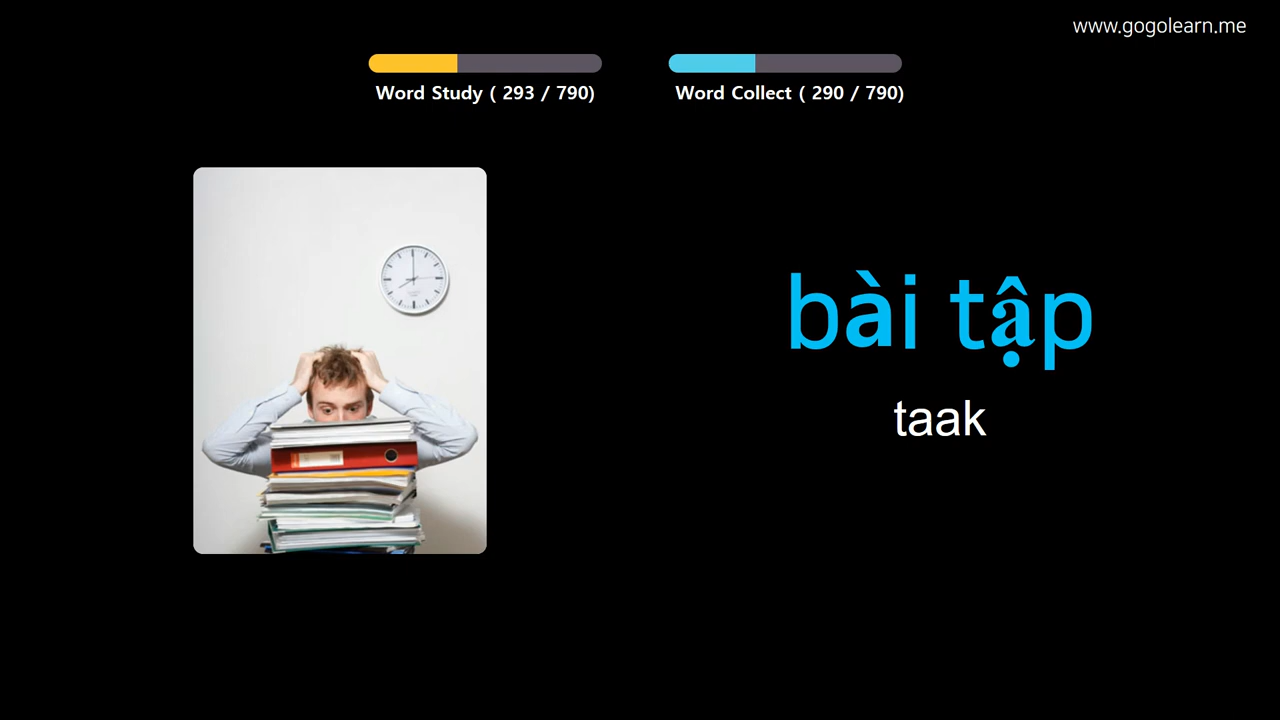 www.gogolearn.me
Word Study ( 293 / 790)
Word Collect ( 290 / 790)
bài tập
taak